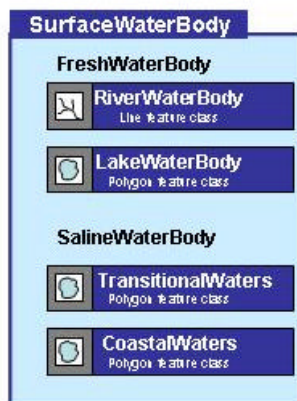 SurfaceWaterBody
FreshWaterBody
RiverWaterBody
Line feature class
LakeWaterBody
Polygon feature class
SalineWaterBody
TransitionalWaters
Polygon feature class
CoastalWaters
Polygon feature class